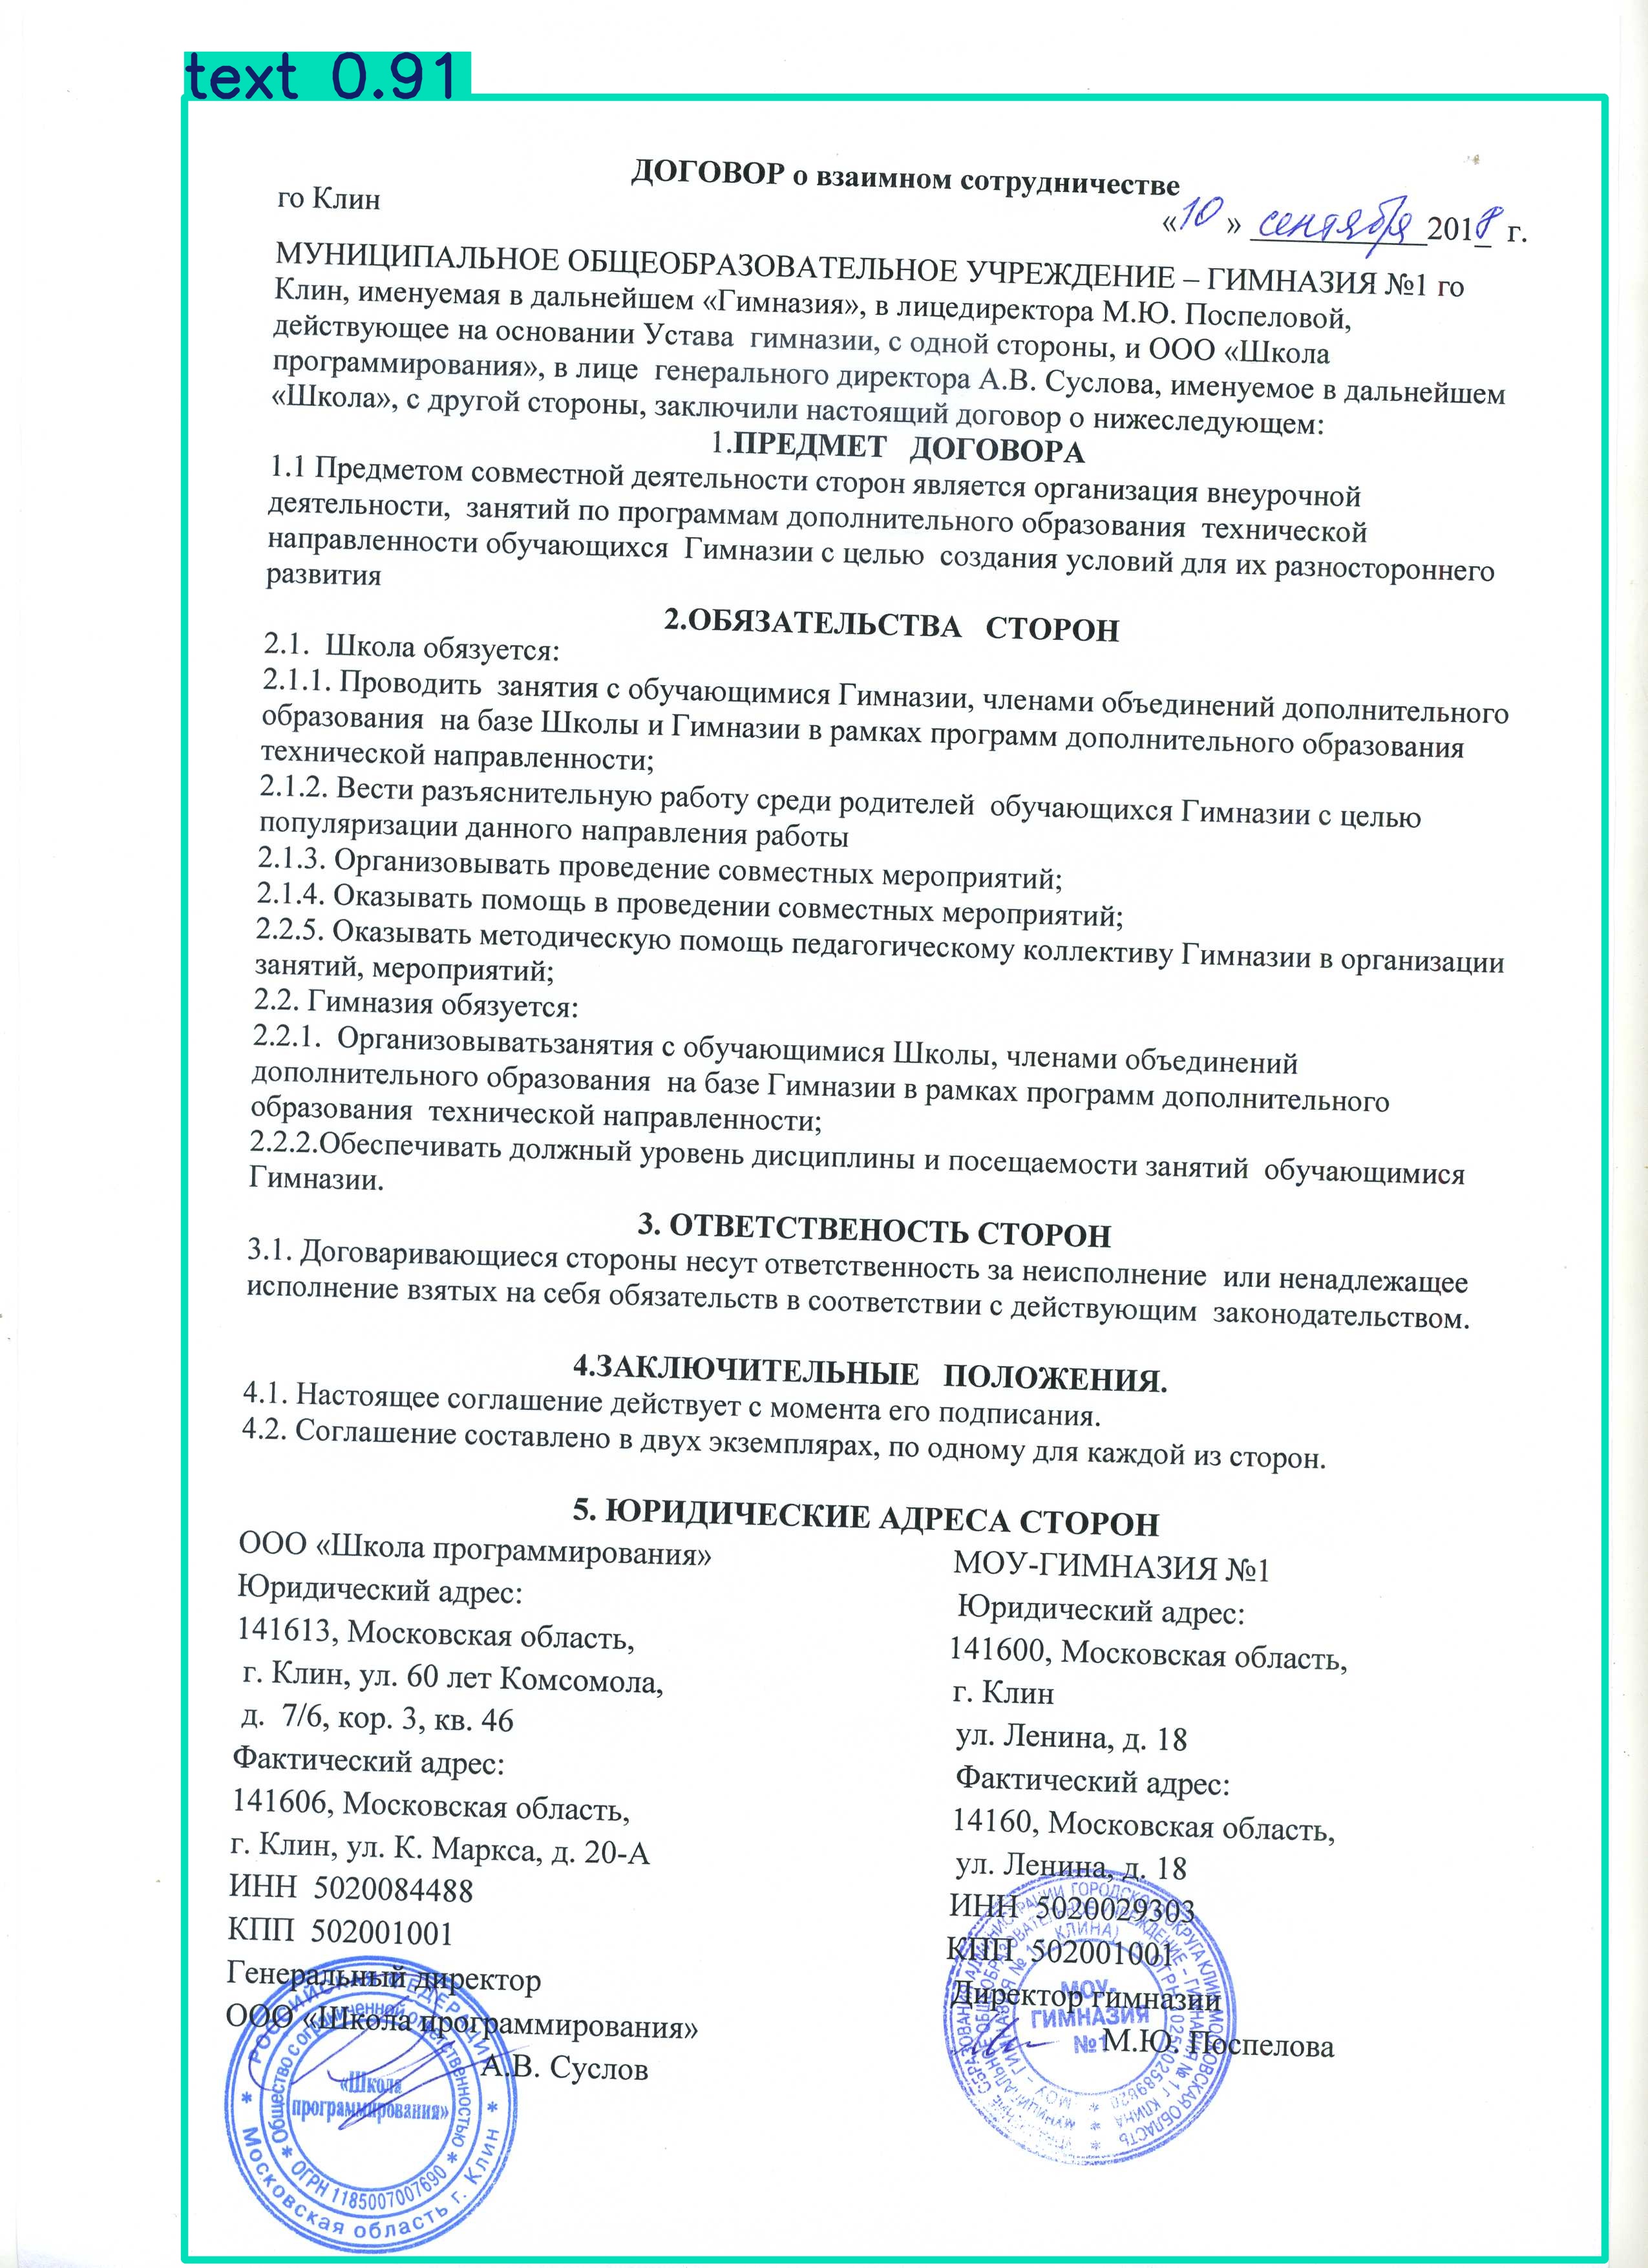 text 0.91
ДОГОВОР о взаимном сотрудничестве
го Клин
«10» сентября 2018 г.
МУНИЦИПАЛЬНОЕ ОБЩЕОБРАЗОВАТЕЛЬНОЕ УЧРЕЖДЕНИЕ – ГИМНАЗИЯ №1 го
Клин, именуемая в дальнейшем «Гимназия», в лицедиректора М.Ю. Поспеловой,
действующее на основании Устава гимназии, с одной стороны, и ООО «Школа
программирования», в лице генерального директора А.В. Суслова, именуемое в дальнейшем
«Школа», с другой стороны, заключили настоящий договор о нижеследующем:
1.ПРЕДМЕТ ДОГОВОРА
1.1 Предметом совместной деятельности сторон является организация внеурочной
деятельности, занятий по программам дополнительного образования технической
направленности обучающихся Гимназии с целью создания условий для их разностороннего
развития
2.ОБЯЗАТЕЛЬСТВА СТОРОН
2.1. Школа обязуется:
2.1.1. Проводить занятия с обучающимися Гимназии, членами объединений дополнительного
образования на базе Школы и Гимназии в рамках программ дополнительного образования
технической направленности;
2.1.2. Вести разъяснительную работу среди родителей обучающихся Гимназии с целью
популяризации данного направления работы
2.1.3. Организовывать проведение совместных мероприятий;
2.1.4. Оказывать помощь в проведении совместных мероприятий;
2.2.5. Оказывать методическую помощь педагогическому коллективу Гимназии в организации
занятий, мероприятий;
2.2. Гимназия обязуется:
2.2.1. Организовыватьзанятия с обучающимися Школы, членами объединений
дополнительного образования на базе Гимназии в рамках программ дополнительного
образования технической направленности;
2.2.2.Обеспечивать должный уровень дисциплины и посещаемости занятий обучающимися
Гимназии.
3. ОТВЕТСТВЕНОСТЬ СТОРОН
3.1. Договаривающиеся стороны несут ответственность за неисполнение или ненадлежащее
исполнение взятых на себя обязательств в соответствии с действующим законодательством.
4.ЗАКЛЮЧИТЕЛЬНЫЕ ПОЛОЖЕНИЯ.
4.1. Настоящее соглашение действует с момента его подписания.
4.2. Соглашение составлено в двух экземплярах, по одному для каждой из сторон.
5. ЮРИДИЧЕСКИЕ АДРЕСА СТОРОН
ООО «Школа программирования»
Юридический адрес:
141613, Московская область,
г. Клин, ул. 60 лет Комсомола,
д. 7/6, кор. 3, кв. 46
Фактический адрес:
141606, Московская область,
г. Клин, ул. К. Маркса, д. 20-А
ИНН 5020084488
КПП 502001001
Генеральный директор
ООО «Школа программирования»
А.В. Суслов
РОССИЙСКАЯ ФЕДЕРАЦИЯ
Московская область г. Клин
Общество с ограниченной ответственностью
ОГРН 1185007007690
«Школа
программирования»
МОУ-ГИМНАЗИЯ №1
Юридический адрес:
141600, Московская область,
г. Клин
ул. Ленина, д. 18
Фактический адрес:
14160, Московская область,
ул. Ленина, д. 18
ИНН 5020029303
КПП 502001001
Директор гимназии
М.Ю. Поспелова
МОУ-
ГИМНАЗИЯ
№1